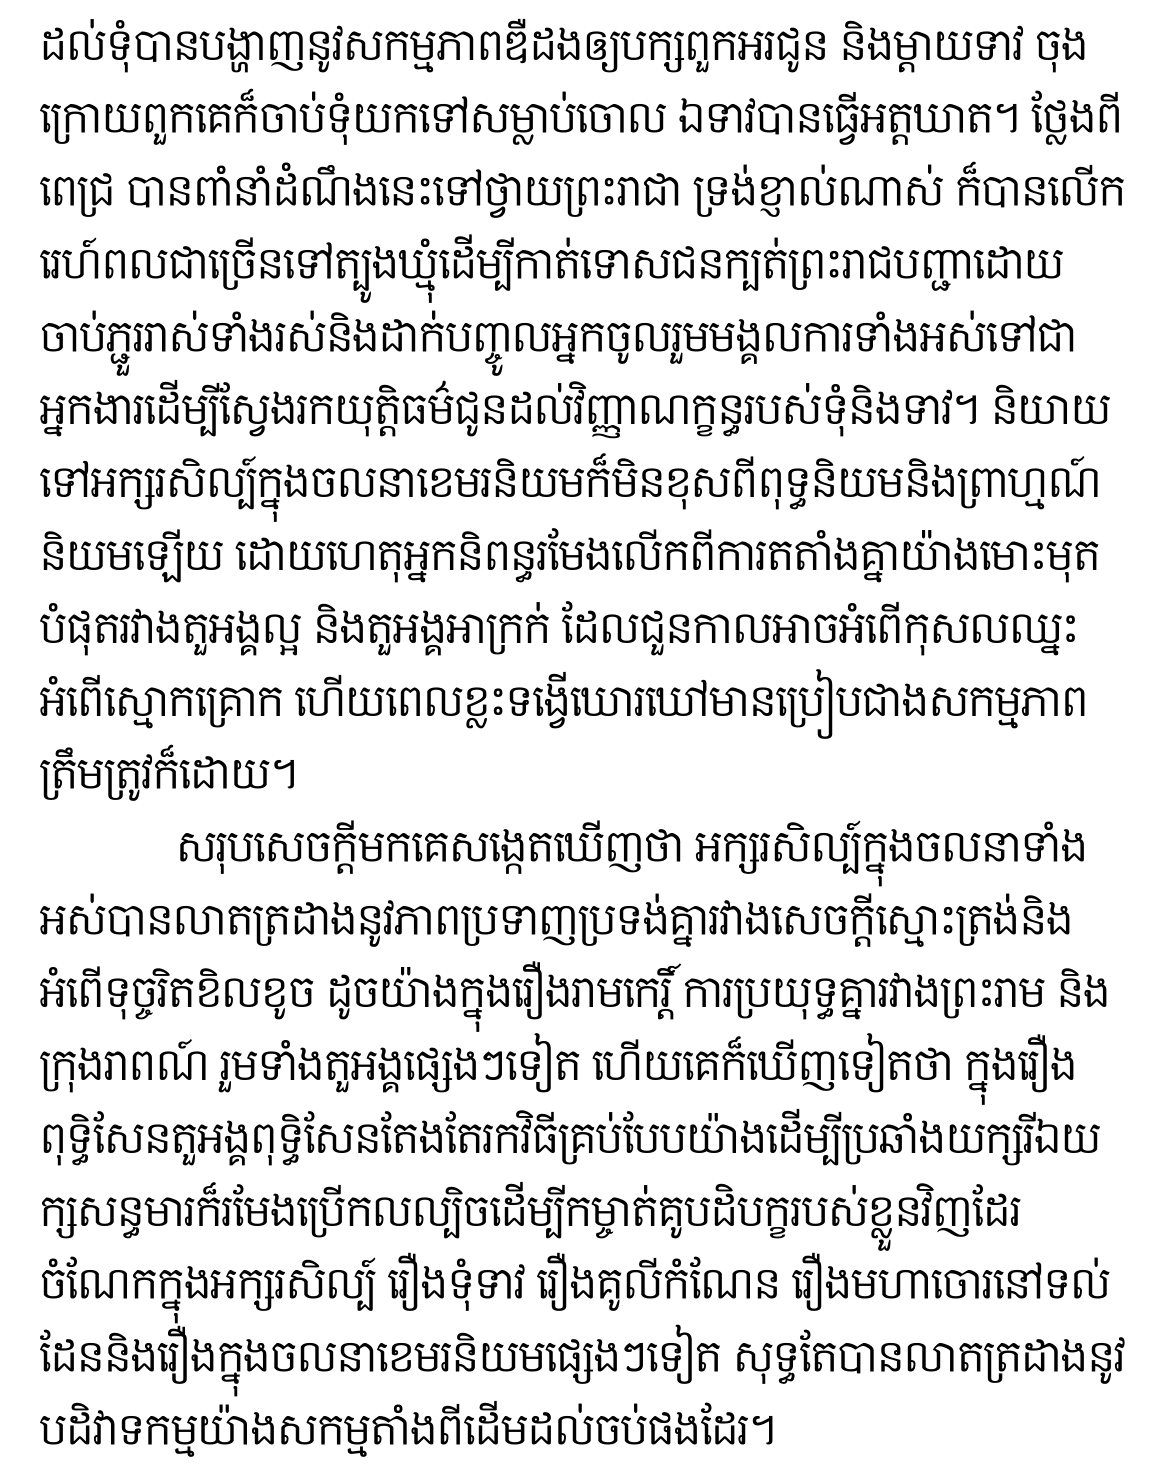 ដល់ទុំបានបង្ហាញនូវសកម្មភាពឌឺដងឲ្យបក្សពួកអរជូន និងម្តាយទាវ ចុង
ក្រោយពួកគេក៏ចាប់ទុំយកទៅសម្លាប់ចោល ឯទាវបានធ្វើអត្តឃាត។ ថ្លែងពី
ពេជ្រ បានពាំនាំដំណឹងនេះទៅថ្វាយព្រះរាជា ទ្រង់ខ្ញាល់ណាស់ ក៏បានលើក
រេហ៍ពលជាច្រើនទៅត្បូងឃ្មុំដើម្បីកាត់ទោសជនក្បត់ព្រះរាជបញ្ជាដោយ
ចាប់ភ្ជួររាស់ទាំងរស់និងដាក់បញ្ចូលអ្នកចូលរួមមង្គលការទាំងអស់ទៅជា
អ្នកងារដើម្បីស្វែងរកយុត្តិធម៌ជូនដល់វិញ្ញាណក្ខន្ធរបស់ទុំនិងទាវ។ និយាយ
ទៅអក្សរសិល្ប៍ក្នុងចលនាខេមរនិយមក៏មិនខុសពីពុទ្ធនិយមនិងព្រាហ្មណ៍
និយមឡើយ ដោយហេតុអ្នកនិពន្ធរមែងលើកពីការតតាំងគ្នាយ៉ាងមោះមុត
បំផុតរវាងតួអង្គល្អ និងតួអង្គអាក្រក់ ដែលជួនកាលអាចអំពើកុសលឈ្នះ
អំពើស្មោកគ្រោក ហើយពេលខ្លះទង្វើឃោរឃៅមានប្រៀបជាងសកម្មភាព
ត្រឹមត្រូវក៏ដោយ។
សរុបសេចក្តីមកគេសង្កេតឃើញថា អក្សរសិល្ប៍ក្នុងចលនាទាំង
អស់បានលាតត្រដាងនូវភាពប្រទាញប្រទង់គ្នារវាងសេចក្តីស្មោះត្រង់និង
អំពើទុច្ចរិតខិលខូច ដូចយ៉ាងក្នុងរឿងរាមកេរ្តិ៍ ការប្រយុទ្ធគ្នារវាងព្រះរាម និង
ក្រុងរាពណ៍ រួមទាំងតួអង្គផ្សេងៗទៀត ហើយគេក៏ឃើញទៀតថា ក្នុងរឿង
ពុទ្ធិសែនតួអង្គពុទ្ធិសែនតែងតែរកវិធីគ្រប់បែបយ៉ាងដើម្បីប្រឆាំងយក្សរីឯយ
ក្សសន្ធមារក៏រមែងប្រើកលល្បិចដើម្បីកម្ចាត់គូបដិបក្ខរបស់ខ្លួនវិញដែរ
ចំណែកក្នុងអក្សរសិល្ប៍ រឿងទុំទាវ រឿងគូលីកំណែន រឿងមហាចោរនៅទល់
ដែននិងរឿងក្នុងចលនាខេមរនិយមផ្សេងៗទៀត សុទ្ធតែបានលាតត្រដាងនូវ
បដិវាទកម្មយ៉ាងសកម្មតាំងពីដើមដល់ចប់ផងដែរ។